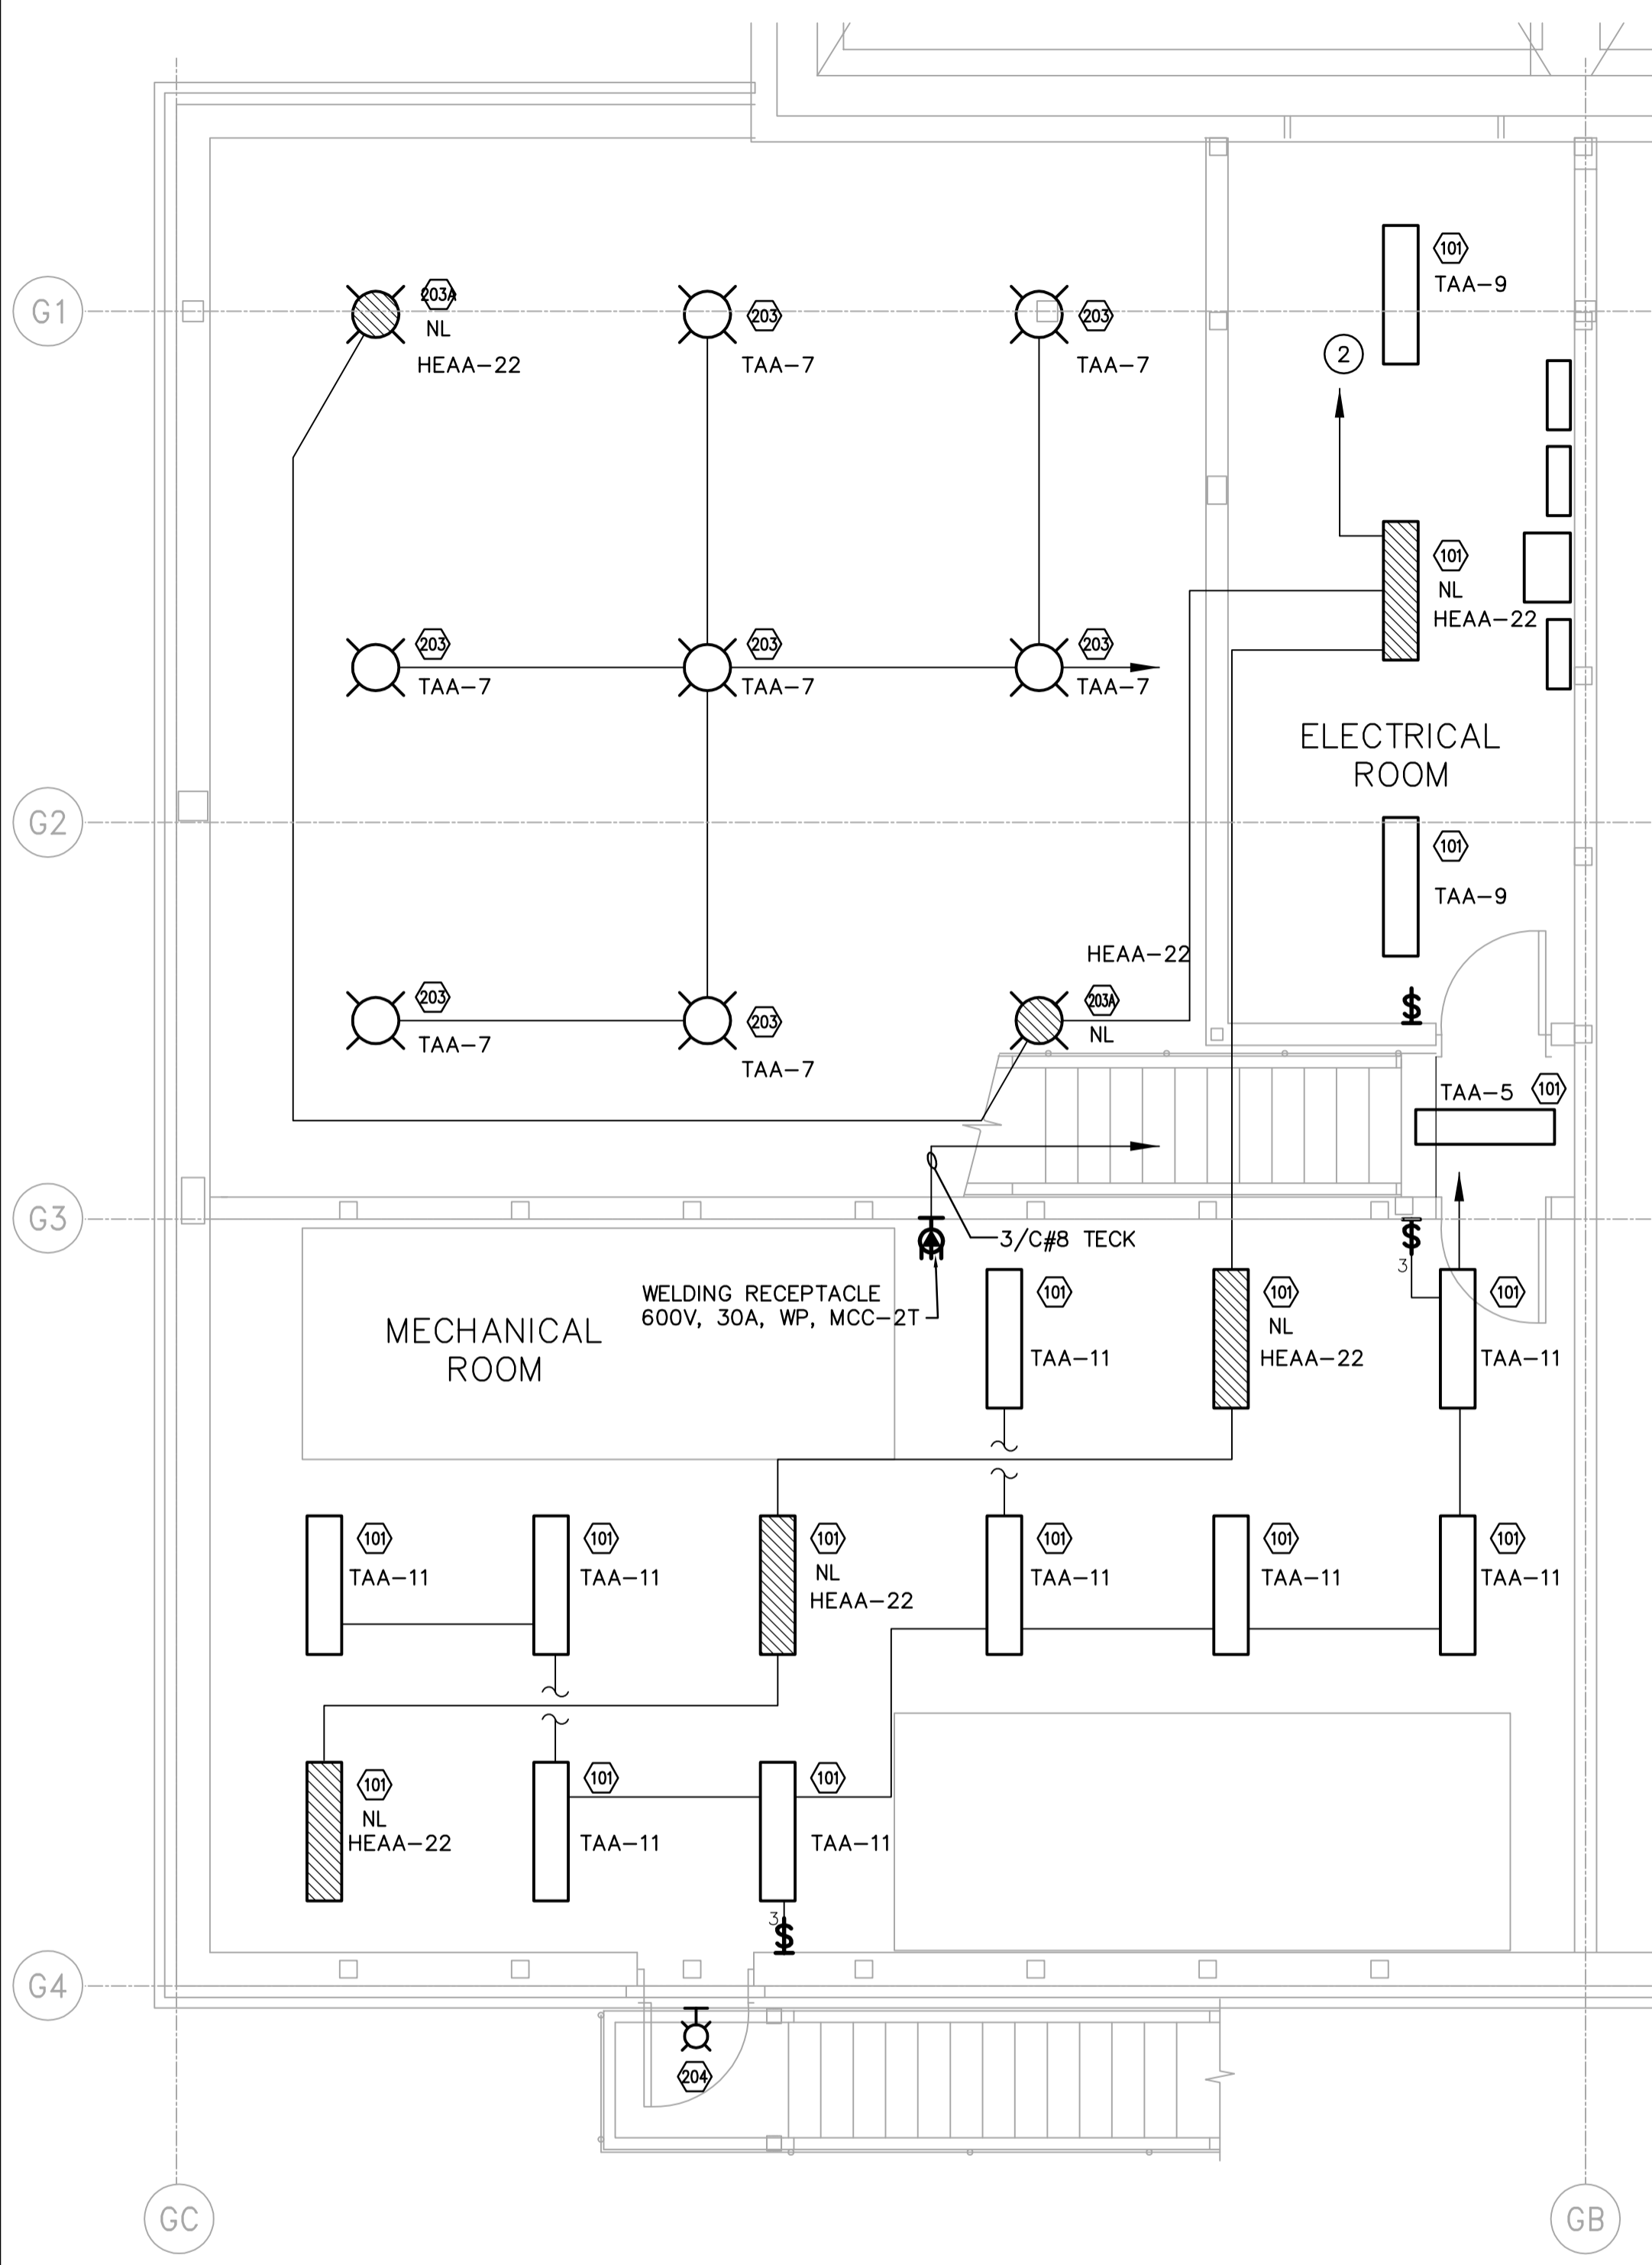 101
TAA-9
203A
NL
HEAA-22
203
TAA-7
203
TAA-7
G1
2
101
NL
HEAA-22
203
TAA-7
203
TAA-7
203
TAA-7
ELECTRICAL
ROOM
G2
101
TAA-9
HEAA-22
203
TAA-7
203
TAA-7
203A
NL
$
TAA-5
101
G3
3/C#8 TECK
$
3
WELDING RECEPTACLE
600V, 30A, WP, MCC-2T
MECHANICAL
ROOM
101
TAA-11
101
NL
HEAA-22
101
TAA-11
101
TAA-11
101
TAA-11
101
NL
HEAA-22
101
TAA-11
101
TAA-11
101
TAA-11
101
NL
HEAA-22
101
TAA-11
101
TAA-11
3
$
G4
204
GC
GB